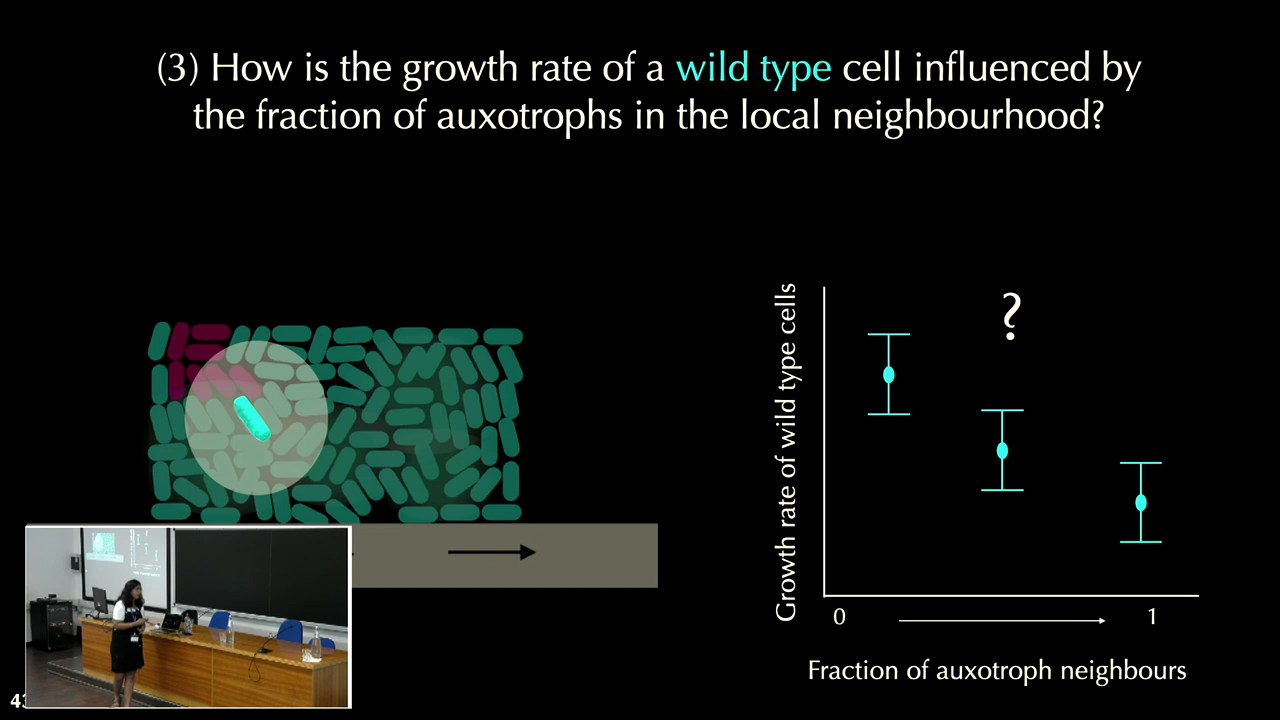 (3) How is the growth rate of a wild type cell influenced by
the fraction of auxotrophs in the local neighbourhood?
?
Growth rate of wild type cells
0
1
Fraction of auxotroph neighbours